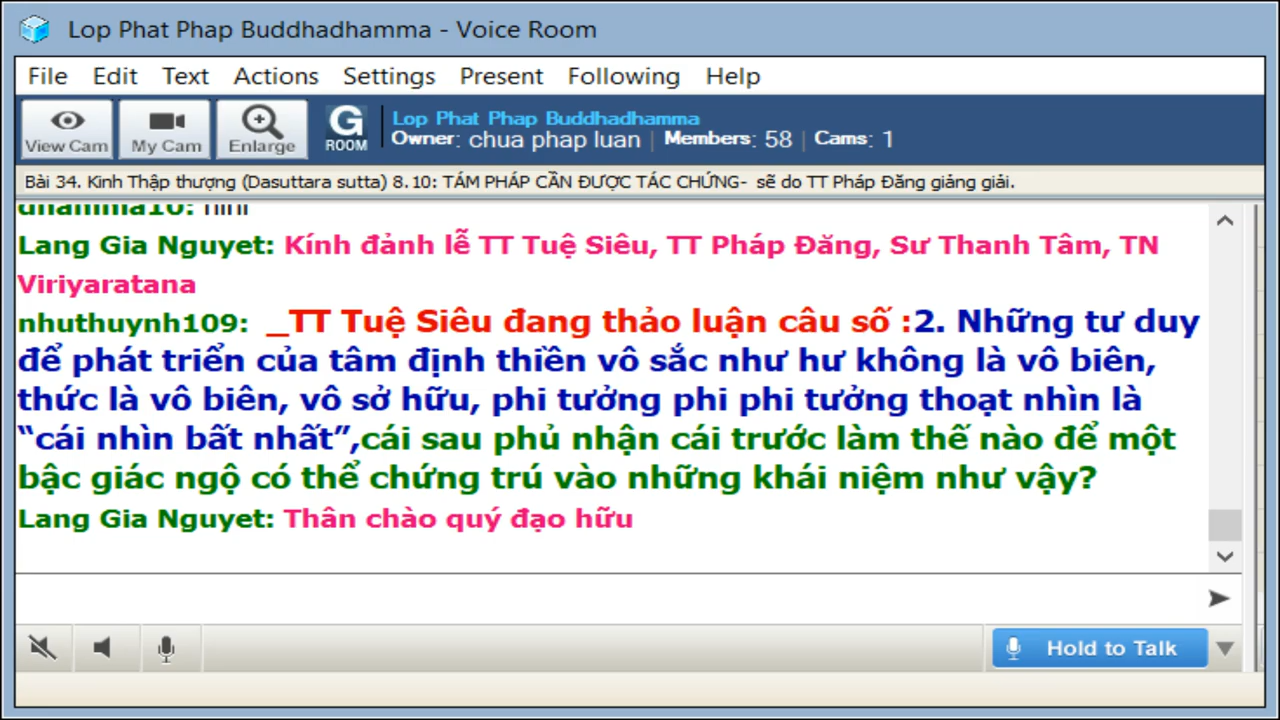 Lop Phat Phap Buddhadhamma - Voice Room
File Edit Text Actions Settings Present Following Help
View Cam My Cam Enlarge G ROOM
Lop Phat Phap Buddhadhamma
Owner: chua phap luan | Members: 58 | Cams: 1
Bài 34. Kinh Thập thượng (Dasuttara sutta) 8.10: TÁM PHÁP CẦN ĐƯỢC TÁC CHỨNG- sẽ do TT Pháp Đăng giảng giải.
dhamma10: hihi
Lang Gia Nguyet: Kính đảnh lễ TT Tuệ Siêu, TT Pháp Đăng, Sư Thanh Tâm, TN
Viriyaratana
nhuthuynh109: _TT Tuệ Siêu đang thảo luận câu số :2. Những tư duy
để phát triển của tâm định thiền vô sắc như hư không là vô biên,
thức là vô biên, vô sở hữu, phi tưởng phi phi tưởng thoạt nhìn là
“cái nhìn bất nhất”,cái sau phủ nhận cái trước làm thế nào để một
bậc giác ngộ có thể chứng trú vào những khái niệm như vậy?
Lang Gia Nguyet: Thân chào quý đạo hữu
Hold to Talk